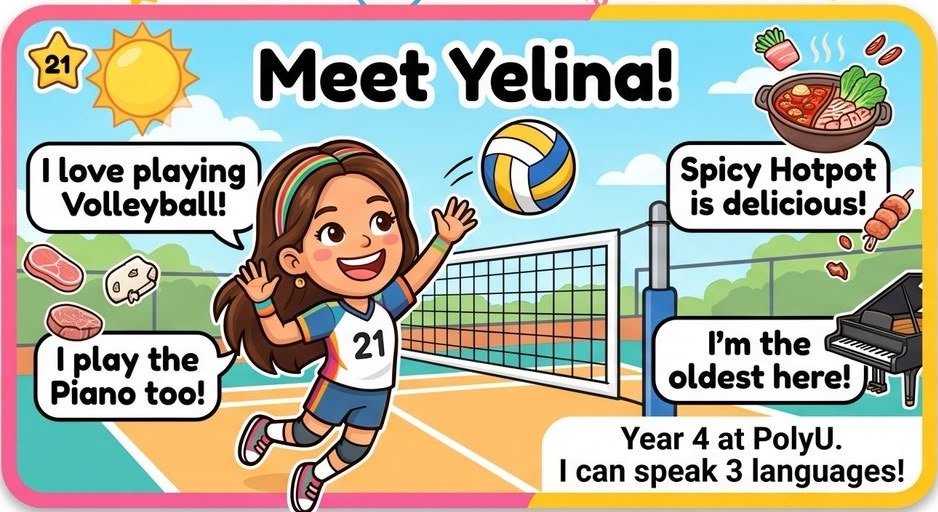 21
Meet Yelina!
I love playing
Volleyball!
Spicy Hotpot
is delicious!
21
I play the
Piano too!
I'm the
oldest here!
Year 4 at PolyU.
I can speak 3 languages!